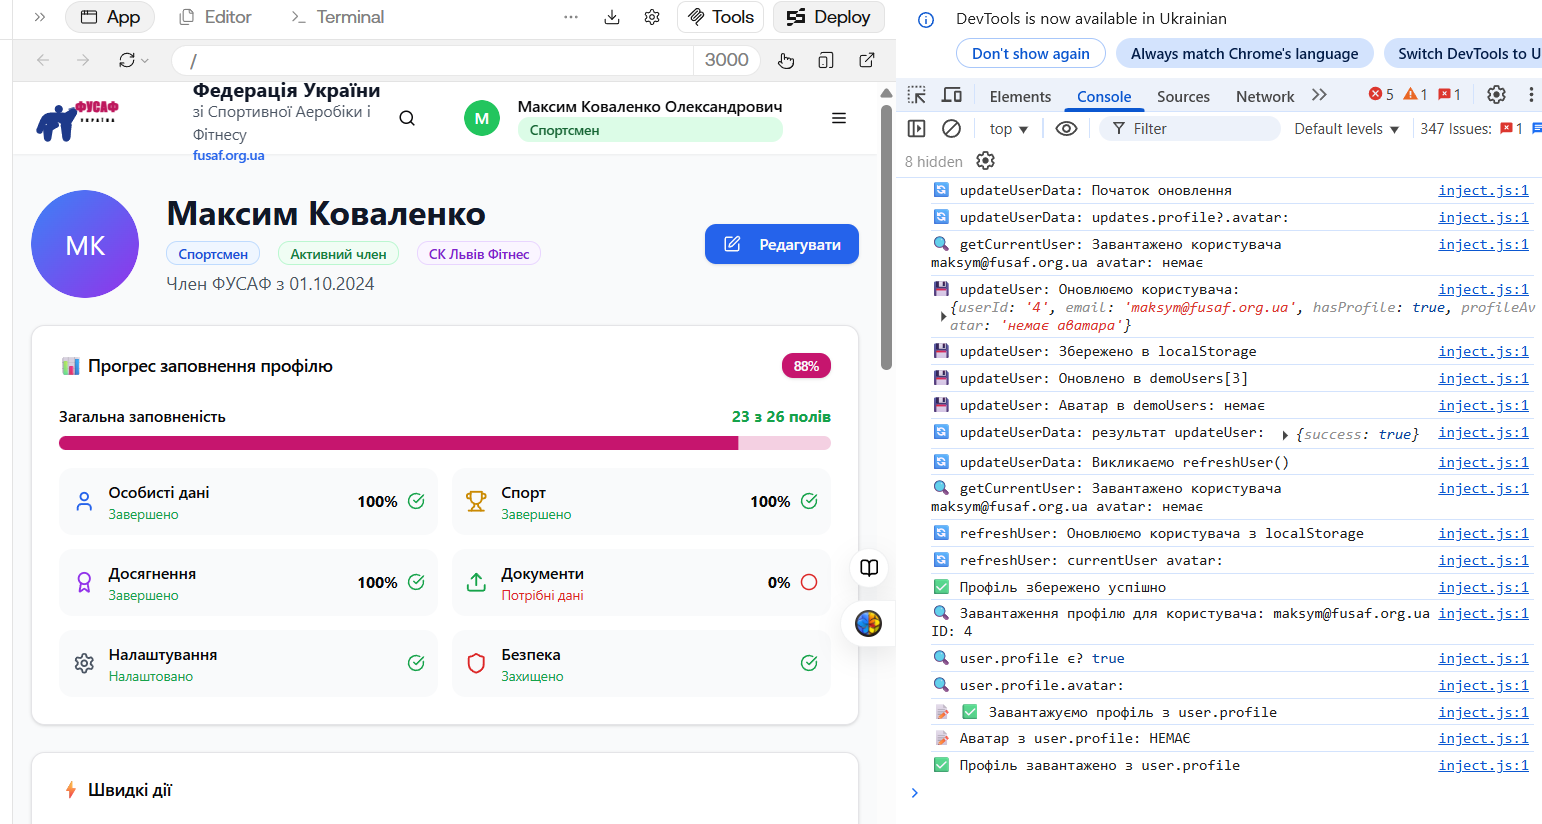 App
Editor
Terminal
Tools
Deploy
/
3000
ФУСАФ
УКРАЇНА
Федерація України
зі Спортивної Аеробіки і
Фітнесу
fusaf.org.ua
М
Максим Коваленко Олександрович
Спортсмен
МК
Максим Коваленко
Спортсмен
Активний член
СК Львів Фітнес
Член ФУСАФ з 01.10.2024
Редагувати
Прогрес заповнення профілю
88%
Загальна заповненість
23 з 26 полів
Особисті дані
Завершено
100%
Спорт
Завершено
100%
Досягнення
Завершено
100%
Документи
Потрібні дані
0%
Налаштування
Налаштовано
Безпека
Захищено
Швидкі дії
DevTools is now available in Ukrainian
Don't show again
Always match Chrome's language
Switch DevTools to U
Elements
Console
Sources
Network
5
1
1
top
Filter
Default levels
347 Issues:
1
8 hidden
updateUserData: Початок оновлення inject.js:1
updateUserData: updates.profile?.avatar: inject.js:1
getCurrentUser: Завантажено користувача inject.js:1
maksym@fusaf.org.ua avatar: немає
updateUser: Оновлюємо користувача: inject.js:1
{userId: '4', email: 'maksym@fusaf.org.ua', hasProfile: true, profileAv
atar: 'немає аватара'}
updateUser: Збережено в localStorage inject.js:1
updateUser: Оновлено в demoUsers[3] inject.js:1
updateUser: Аватар в demoUsers: немає inject.js:1
updateUserData: результат updateUser: {success: true} inject.js:1
updateUserData: Викликаємо refreshUser() inject.js:1
getCurrentUser: Завантажено користувача inject.js:1
maksym@fusaf.org.ua avatar: немає
refreshUser: Оновлюємо користувача з localStorage inject.js:1
refreshUser: currentUser avatar: inject.js:1
Профіль збережено успішно inject.js:1
Завантаження профілю для користувача: maksym@fusaf.org.ua inject.js:1
ID: 4
user.profile є? true inject.js:1
user.profile.avatar: inject.js:1
Завантажуємо профіль з user.profile inject.js:1
Аватар з user.profile: НЕМАЄ inject.js:1
Профіль завантажено з user.profile inject.js:1